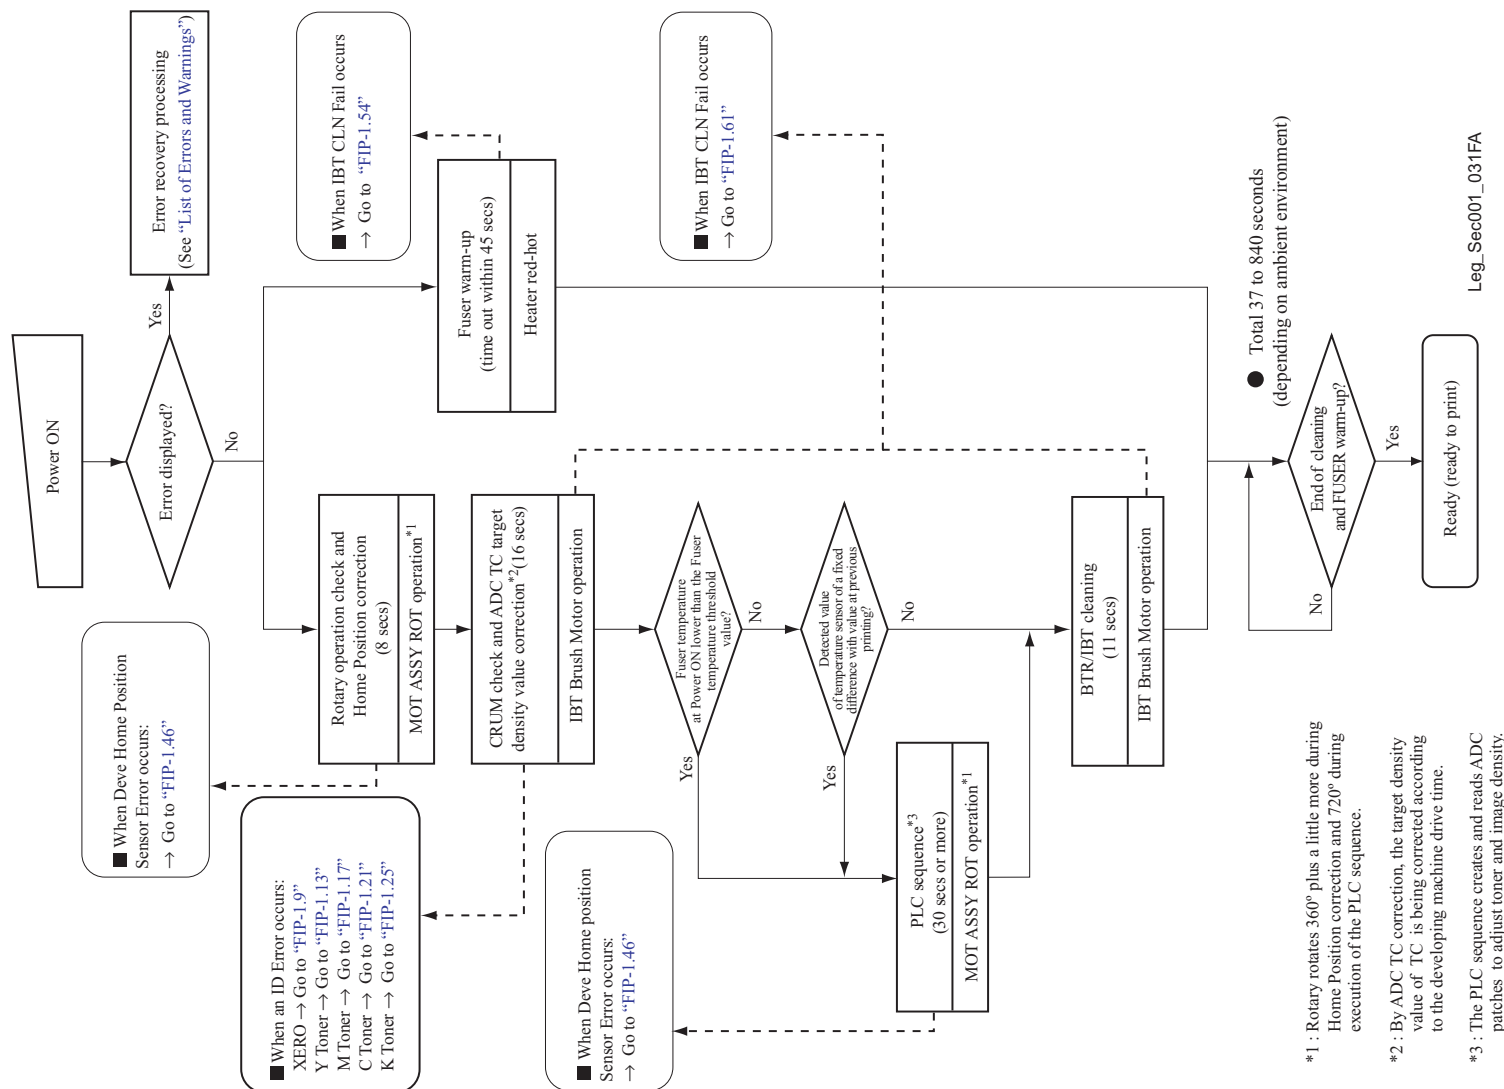 Power ON
Error displayed?
Yes
No
Error recovery processing
(See “List of Errors and Warnings”)
■ When Deve Home Position
Sensor Error occurs:
→ Go to “FIP-1.46”
Rotary operation check and
Home Position correction
(8 secs)
MOT ASSY ROT operation*1
■ When IBT CLN Fail occurs
→ Go to “FIP-1.54”
■ When an ID Error occurs:
XERO → Go to “FIP-1.9”
Y Toner → Go to “FIP-1.13”
M Toner → Go to “FIP-1.17”
C Toner → Go to “FIP-1.21”
K Toner → Go to “FIP-1.25”
CRUM check and ADC TC target
density value correction*2(16 secs)
IBT Brush Motor operation
Fuser warm-up
(time out within 45 secs)
Heater red-hot
Fuser temperature
at Power ON lower than the Fuser
temperature threshold
value?
Yes
No
■ When IBT CLN Fail occurs
→ Go to “FIP-1.61”
■ When Deve Home position
Sensor Error occurs:
→ Go to “FIP-1.46”
Detected value
of temperature sensor of a fixed
difference with value at previous
printing?
Yes
No
PLC sequence*3
(30 secs or more)
MOT ASSY ROT operation*1
BTR/IBT cleaning
(11 secs)
IBT Brush Motor operation
● Total 37 to 840 seconds
(depending on ambient environment)
End of cleaning
and FUSER warm-up?
No
Yes
Ready (ready to print)
*1 : Rotary rotates 360º plus a little more during
Home Position correction and 720º during
execution of the PLC sequence.
*2 : By ADC TC correction, the target density
value of TC is being corrected according
to the developing machine drive time.
*3 : The PLC sequence creates and reads ADC
patches to adjust toner and image density.
Leg_Sec001_031FA